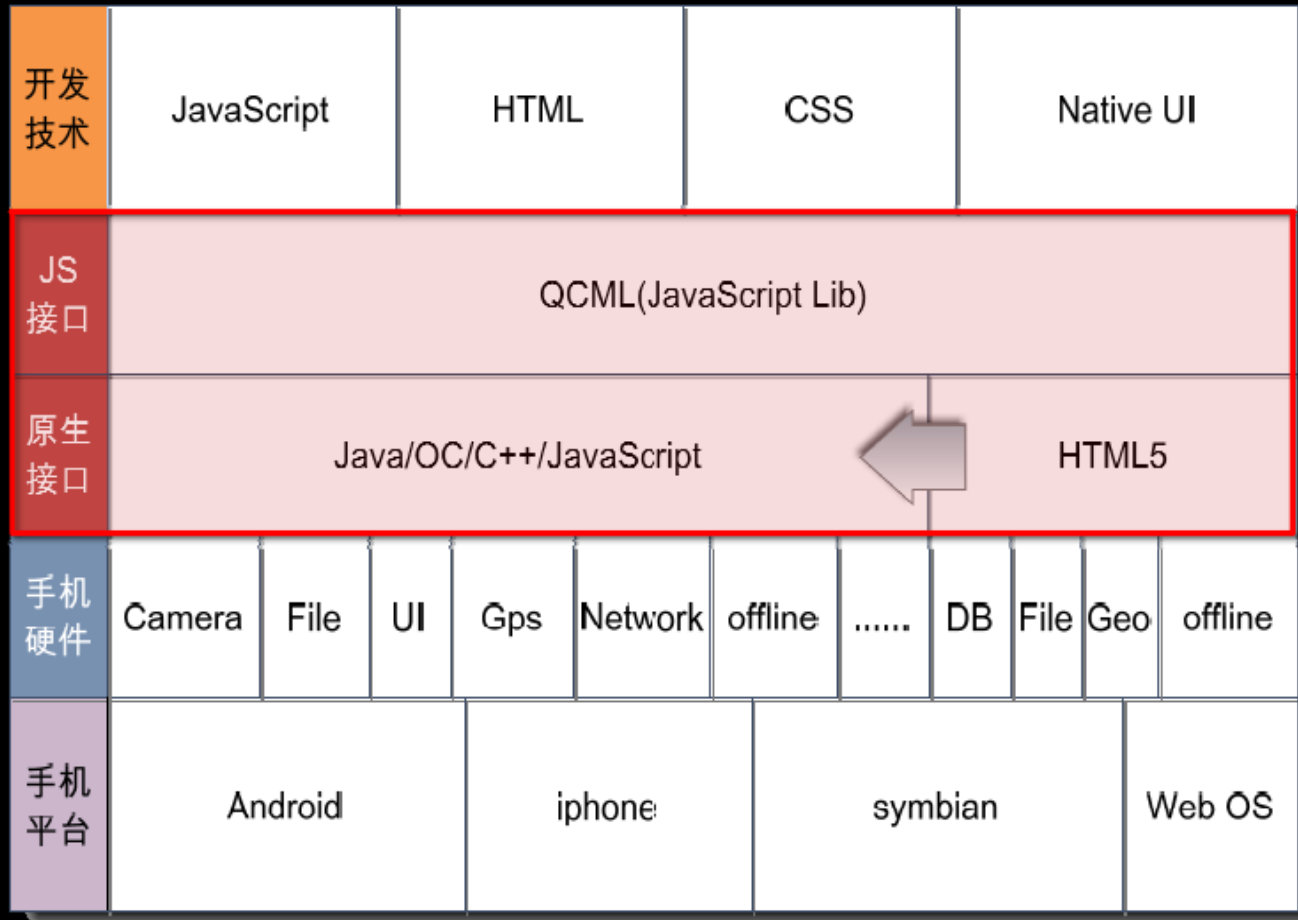 开发
技术
JavaScript
HTML
CSS
Native UI
JS
接口
QCML(JavaScript Lib)
原生
接口
Java/OC/C++/JavaScript
HTML5
手机
硬件
Camera
File
UI
Gps
Network
offline
......
DB
File
Geo
offline
手机
平台
Android
iphone
symbian
Web OS